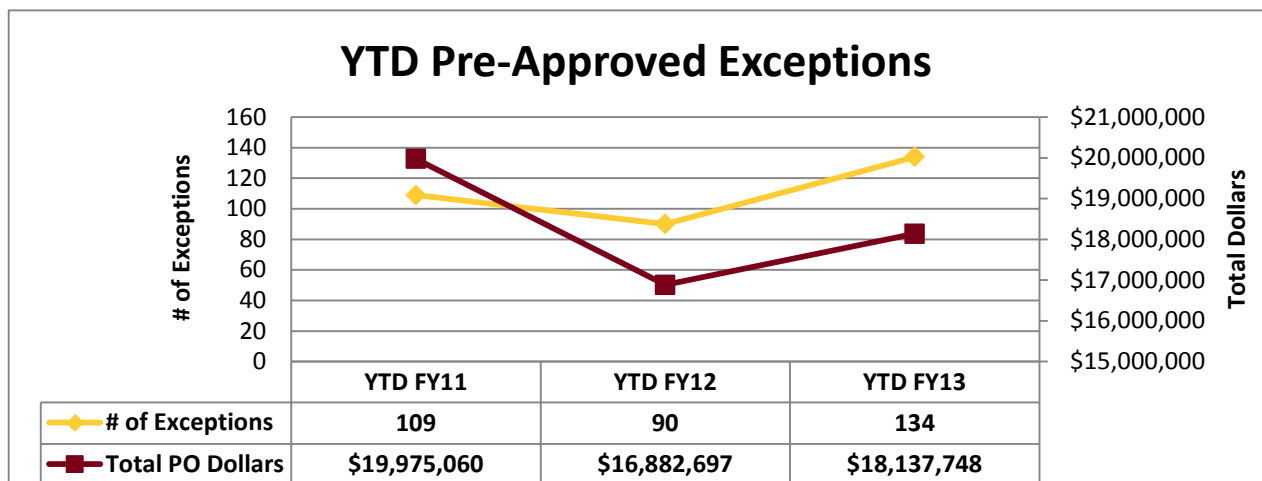 YTD Pre-Approved Exceptions
# of Exceptions
160
140
120
100
80
60
40
20
0
$21,000,000
$20,000,000
$19,000,000
$18,000,000
$17,000,000
$16,000,000
$15,000,000
Total Dollars
YTD FY11 YTD FY12 YTD FY13
# of Exceptions 109 90 134
Total PO Dollars $19,975,060 $16,882,697 $18,137,748